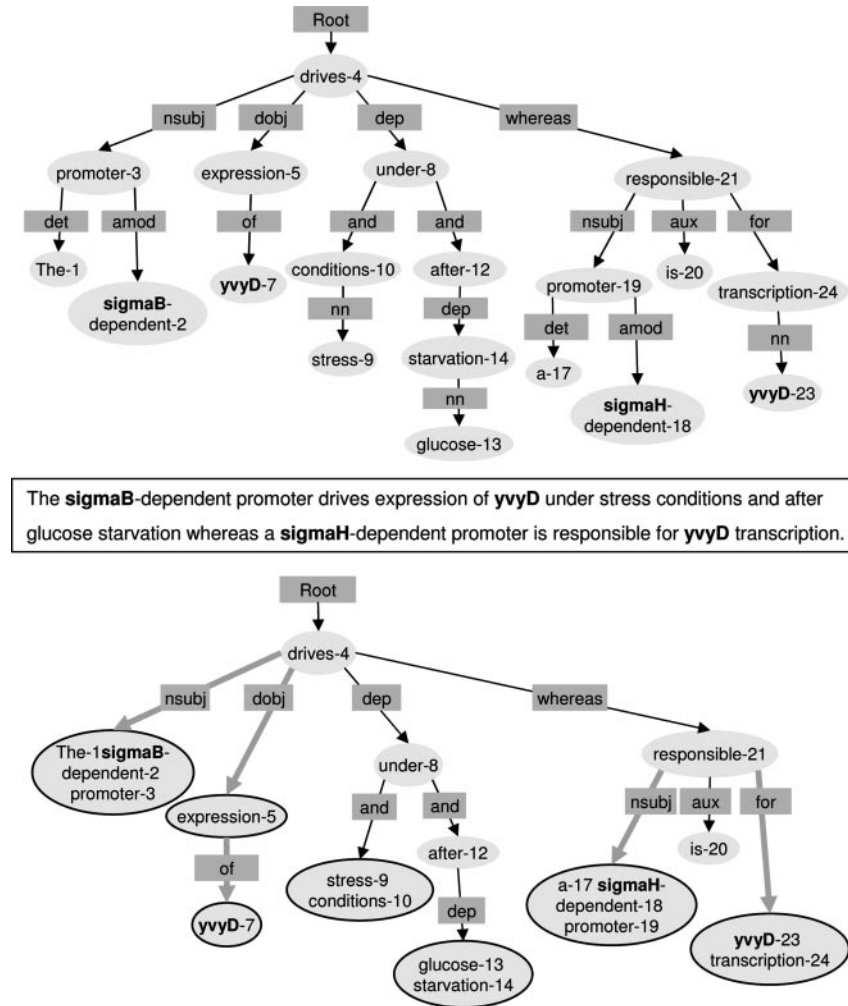 Root
drives-4
nsubj dobj dep whereas
promoter-3 expression-5 under-8 responsible-21
det amod of and and nsubj aux for
The-1 sigmaB- yvyD-7 conditions-10 after-12 promoter-19 is-20 transcription-24
dependent-2 nn dep det amod nn
stress-9 starvation-14 a-17 sigmaH- yvyD-23
dependent-18
nn
glucose-13
The sigmaB-dependent promoter drives expression of yvyD under stress conditions and after
glucose starvation whereas a sigmaH-dependent promoter is responsible for yvyD transcription.
Root
drives-4
nsubj dobj dep whereas
The-1sigmaB-
dependent-2
promoter-3
expression-5
under-8
responsible-21
of and and nsubj aux for
yvyD-7
stress-9
conditions-10
after-12
is-20
dep
glucose-13
starvation-14
a-17 sigmaH-
dependent-18
promoter-19
yvyD-23
transcription-24